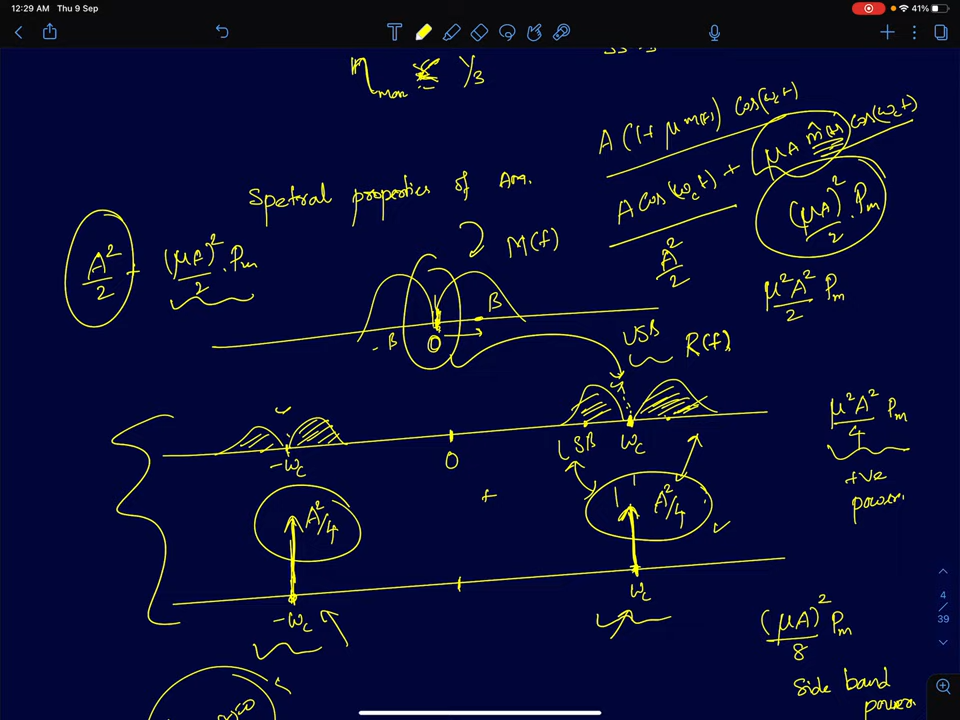 12:29 AM Thu 9 Sep
41%
η_max ≤ 1/3
A (1 + μ m(t)) cos(ω_c t)
A cos(ω_c t) + μA m̂(t) cos(ω_c t)
A²/2
(μA)²/2 · P_m
μ²A²/2 P_m
Spetral properties of Am.
A²/2 + (μA)²/2 · P_m
M(f)
-B 0 B
USB
R(f)
-ω_c 0 LSB ω_c
μ²A²/4 P_m
+ve
power.
A²/4 + A²/4
-ω_c ω_c
(μA)²/8 P_m
Side band
power.
4
/
39